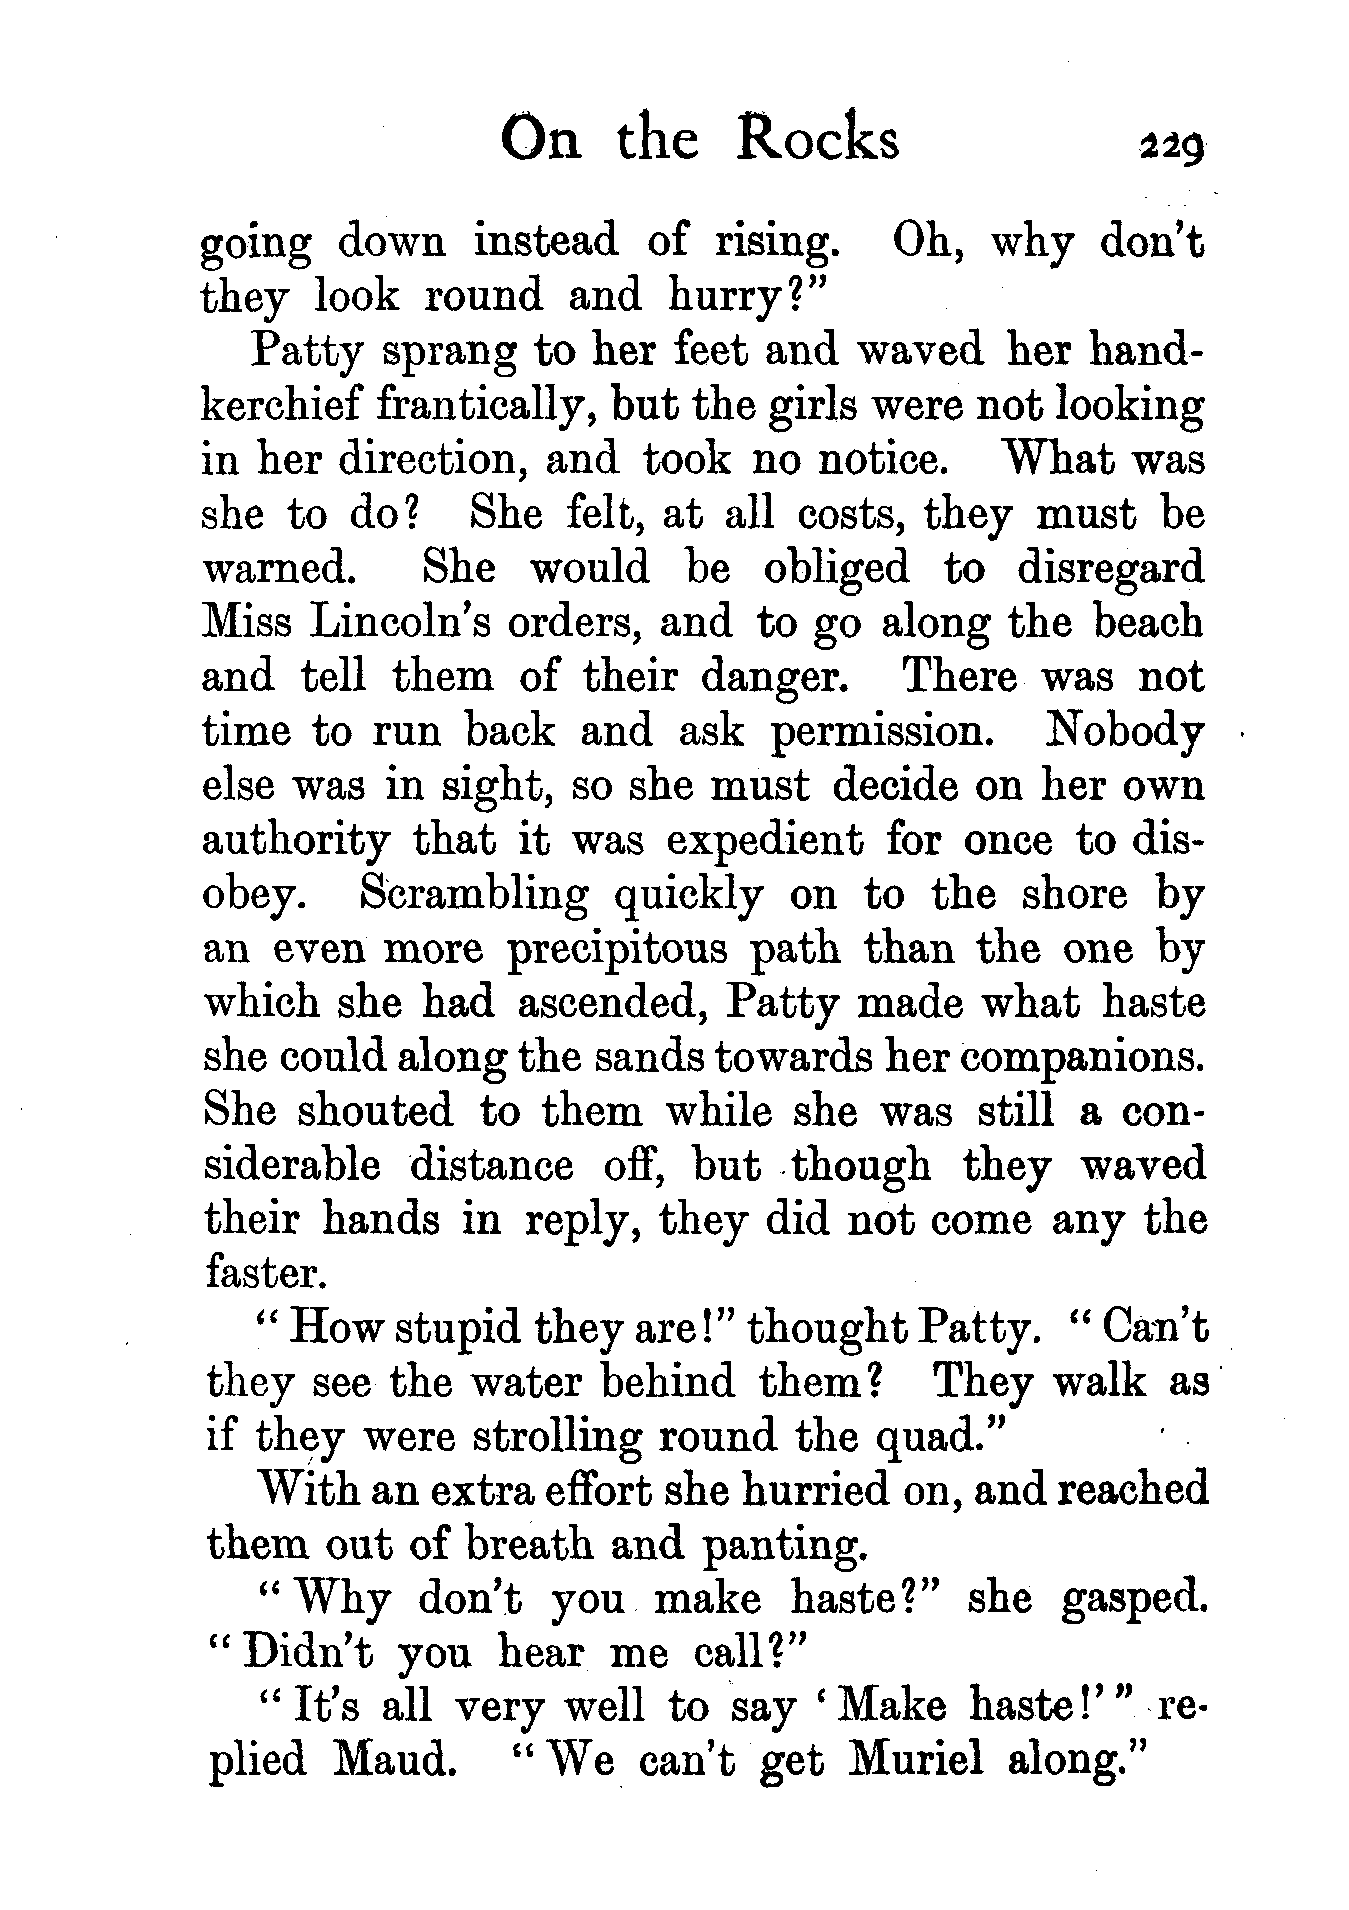 On the Rocks 229
going down instead of rising. Oh, why don't
they look round and hurry?"
Patty sprang to her feet and waved her hand-
kerchief frantically, but the girls were not looking
in her direction, and took no notice. What was
she to do? She felt, at all costs, they must be
warned. She would be obliged to disregard
Miss Lincoln's orders, and to go along the beach
and tell them of their danger. There was not
time to run back and ask permission. Nobody
else was in sight, so she must decide on her own
authority that it was expedient for once to dis-
obey. Scrambling quickly on to the shore by
an even more precipitous path than the one by
which she had ascended, Patty made what haste
she could along the sands towards her companions.
She shouted to them while she was still a con-
siderable distance off, but though they waved
their hands in reply, they did not come any the
faster.
"How stupid they are!" thought Patty. "Can't
they see the water behind them? They walk as
if they were strolling round the quad."
With an extra effort she hurried on, and reached
them out of breath and panting.
"Why don't you make haste?" she gasped.
"Didn't you hear me call?"
"It's all very well to say 'Make haste!'" re-
plied Maud. "We can't get Muriel along."